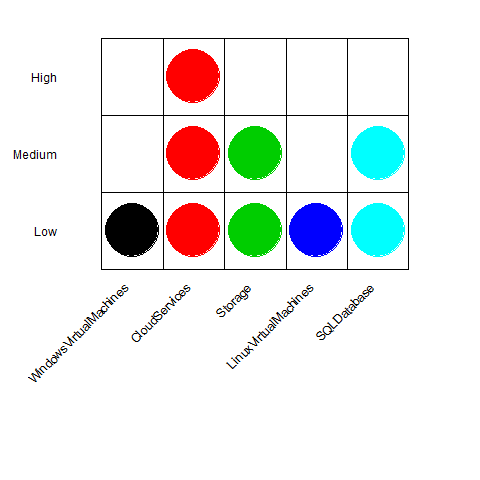 High
Medium
Low
WindowsVirtualMachines
CloudServices
Storage
LinuxVirtualMachines
SQLDatabase